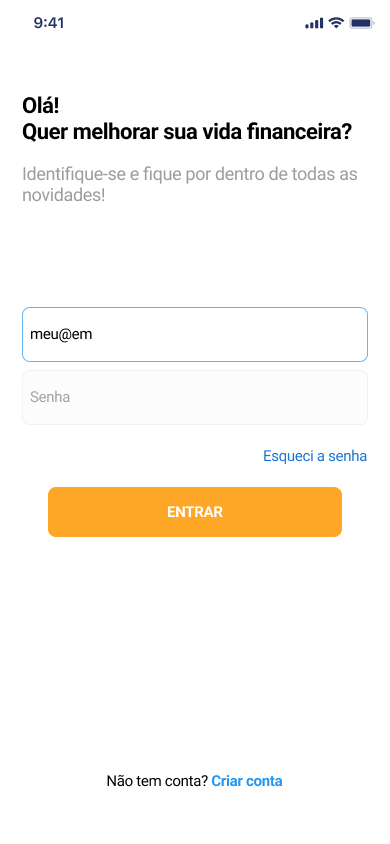 9:41
Olá!
Quer melhorar sua vida financeira?
Identifique-se e fique por dentro de todas as
novidades!
meu@em
Senha
Esqueci a senha
ENTRAR
Não tem conta? Criar conta